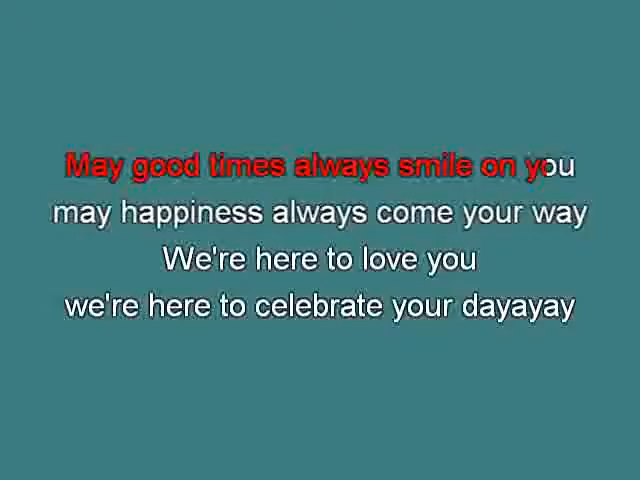 May good times always smile on you
may happiness always come your way
We're here to love you
we're here to celebrate your dayayay